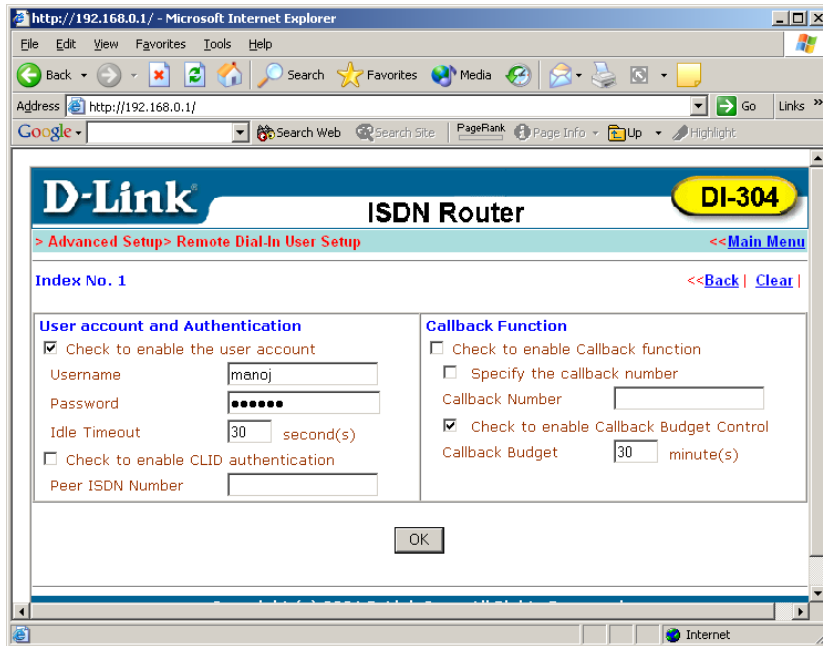 http://192.168.0.1/ - Microsoft Internet Explorer
File Edit View Favorites Tools Help
Back Search Favorites Media
Address http://192.168.0.1/ Go Links »
Google Search Web Search Site PageRank Page Info Up Highlight
D-Link
ISDN Router
DI-304
> Advanced Setup> Remote Dial-In User Setup <<Main Menu
Index No. 1 <<Back | Clear |
User account and Authentication
Check to enable the user account
Username manoj
Password ●●●●●●
Idle Timeout 30 second(s)
Check to enable CLID authentication
Peer ISDN Number
Callback Function
Check to enable Callback function
Specify the callback number
Callback Number
Check to enable Callback Budget Control
Callback Budget 30 minute(s)
OK
Internet